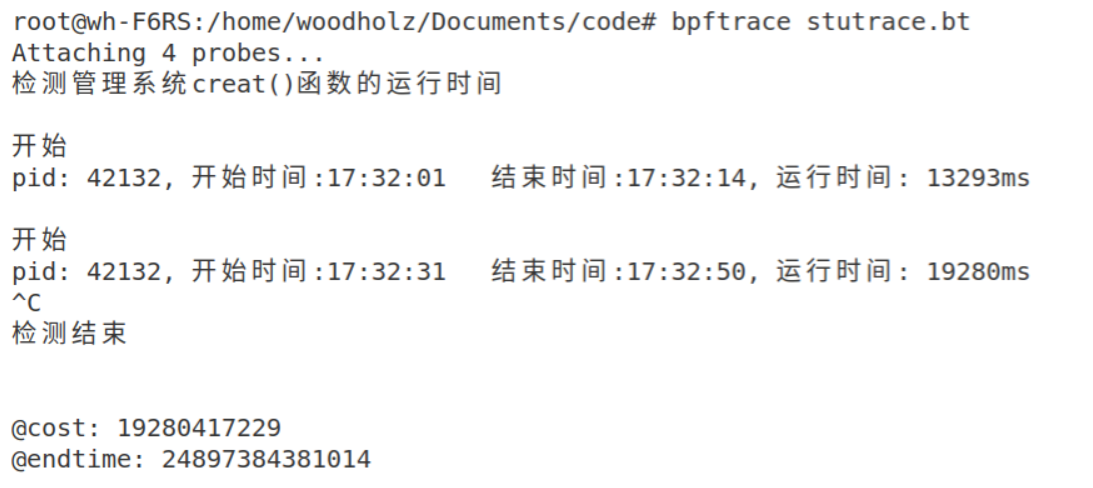 root@wh-F6RS:/home/woodholz/Documents/code# bpftrace stutrace.bt
Attaching 4 probes...
检测管理系统creat()函数的运行时间
开始
pid: 42132, 开始时间:17:32:01   结束时间:17:32:14, 运行时间: 13293ms
开始
pid: 42132, 开始时间:17:32:31   结束时间:17:32:50, 运行时间: 19280ms
^C
检测结束
@cost: 19280417229
@endtime: 24897384381014